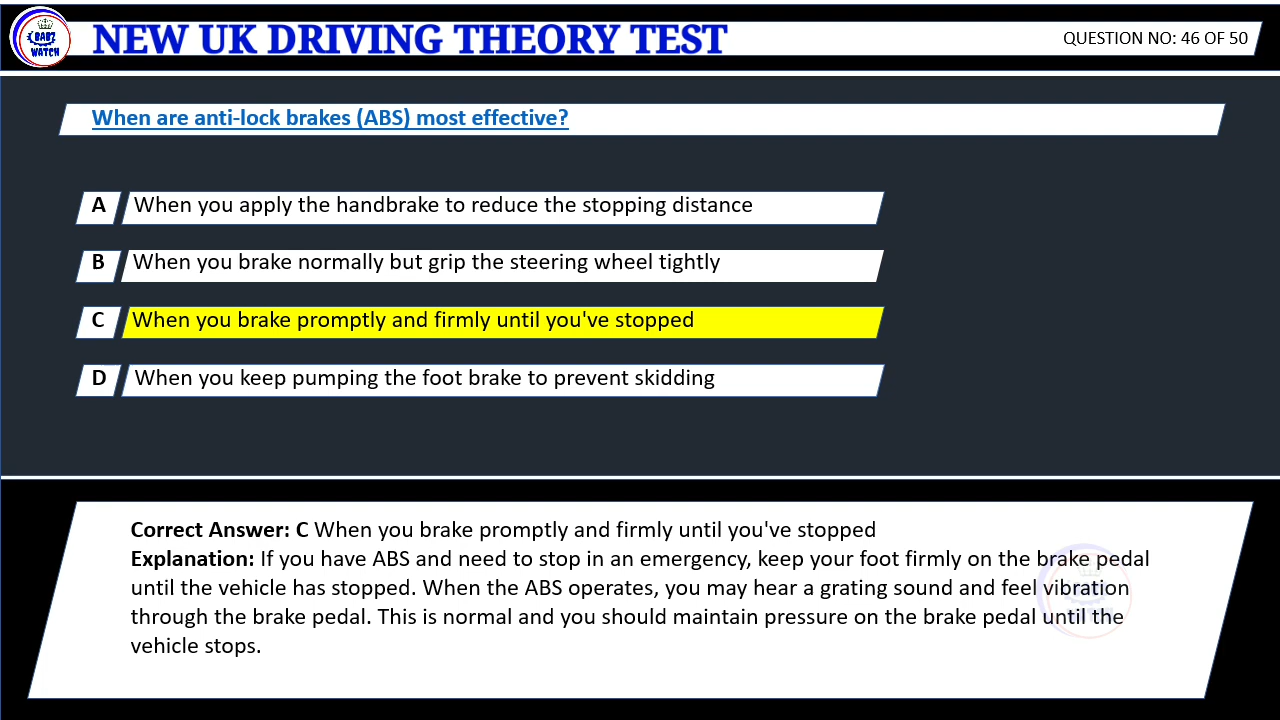 BABZ
WATCH
NEW UK DRIVING THEORY TEST
QUESTION NO: 46 OF 50
When are anti-lock brakes (ABS) most effective?
A When you apply the handbrake to reduce the stopping distance
B When you brake normally but grip the steering wheel tightly
C When you brake promptly and firmly until you've stopped
D When you keep pumping the foot brake to prevent skidding
Correct Answer: C When you brake promptly and firmly until you've stopped
Explanation: If you have ABS and need to stop in an emergency, keep your foot firmly on the brake pedal
until the vehicle has stopped. When the ABS operates, you may hear a grating sound and feel vibration
through the brake pedal. This is normal and you should maintain pressure on the brake pedal until the
vehicle stops.